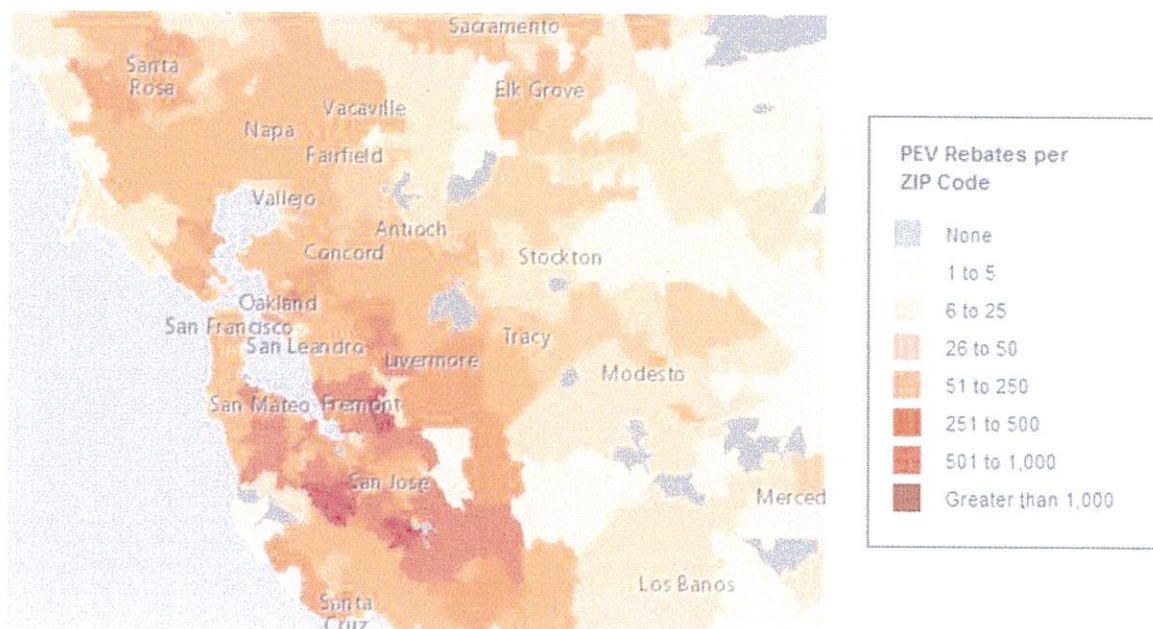 Sacramento
Santa
Rosa
Elk Grove
Vacaville
Napa
Fairfield
Vallejo
Antioch
Concord
Stockton
Oakland
San Francisco
San Leandro
Tracy
Livermore
Modesto
San Mateo
Fremont
San Jose
Merced
Los Banos
Santa
Cruz
PEV Rebates per
ZIP Code
None
1 to 5
6 to 25
26 to 50
51 to 250
251 to 500
501 to 1,000
Greater than 1,000